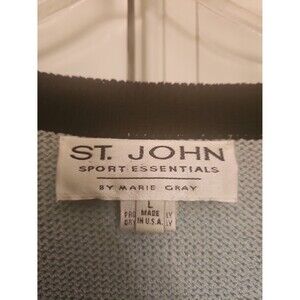 ST. JOHN
SPORT·ESSENTIALS
BY MARIE GRAY
L
MADE
IN U.S.A.